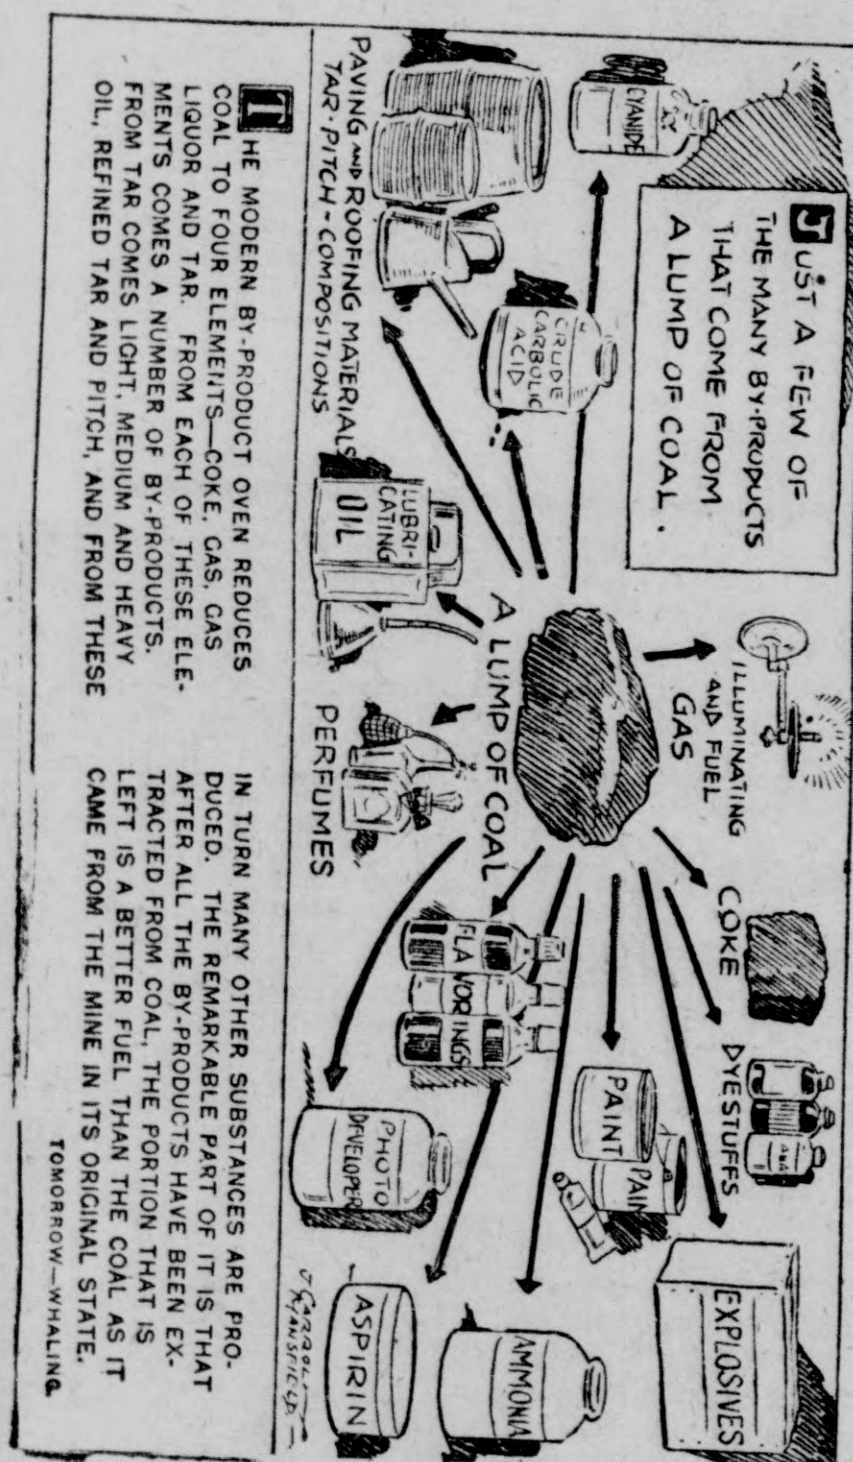 JUST A FEW OF
THE MANY BY-PRODUCTS
THAT COME FROM
A LUMP OF COAL.
CYANIDE
CRUDE
CARBOLIC
ACID
PAVING AND ROOFING MATERIALS
TAR-PITCH-COMPOSITIONS
LUBRI-
CATING
OIL
ILLUMINATING
AND FUEL
GAS
A LUMP OF COAL
PERFUMES
COKE
DYESTUFFS
FLAVORINGS
PAINT
PAIN
EXPLOSIVES
PHOTO
DEVELOPER
ASPIRIN
AMMONIA
J CARROLL
MANSFIELD
THE MODERN BY-PRODUCT OVEN REDUCES
COAL TO FOUR ELEMENTS—COKE, GAS, GAS
LIQUOR AND TAR. FROM EACH OF THESE ELE-
MENTS COMES A NUMBER OF BY-PRODUCTS.
FROM TAR COMES LIGHT, MEDIUM AND HEAVY
OIL, REFINED TAR AND PITCH, AND FROM THESE
IN TURN MANY OTHER SUBSTANCES ARE PRO-
DUCED. THE REMARKABLE PART OF IT IS THAT
AFTER ALL THE BY-PRODUCTS HAVE BEEN EX-
TRACTED FROM COAL, THE PORTION THAT IS
LEFT IS A BETTER FUEL THAN THE COAL AS IT
CAME FROM THE MINE IN ITS ORIGINAL STATE.
TOMORROW—WHALING